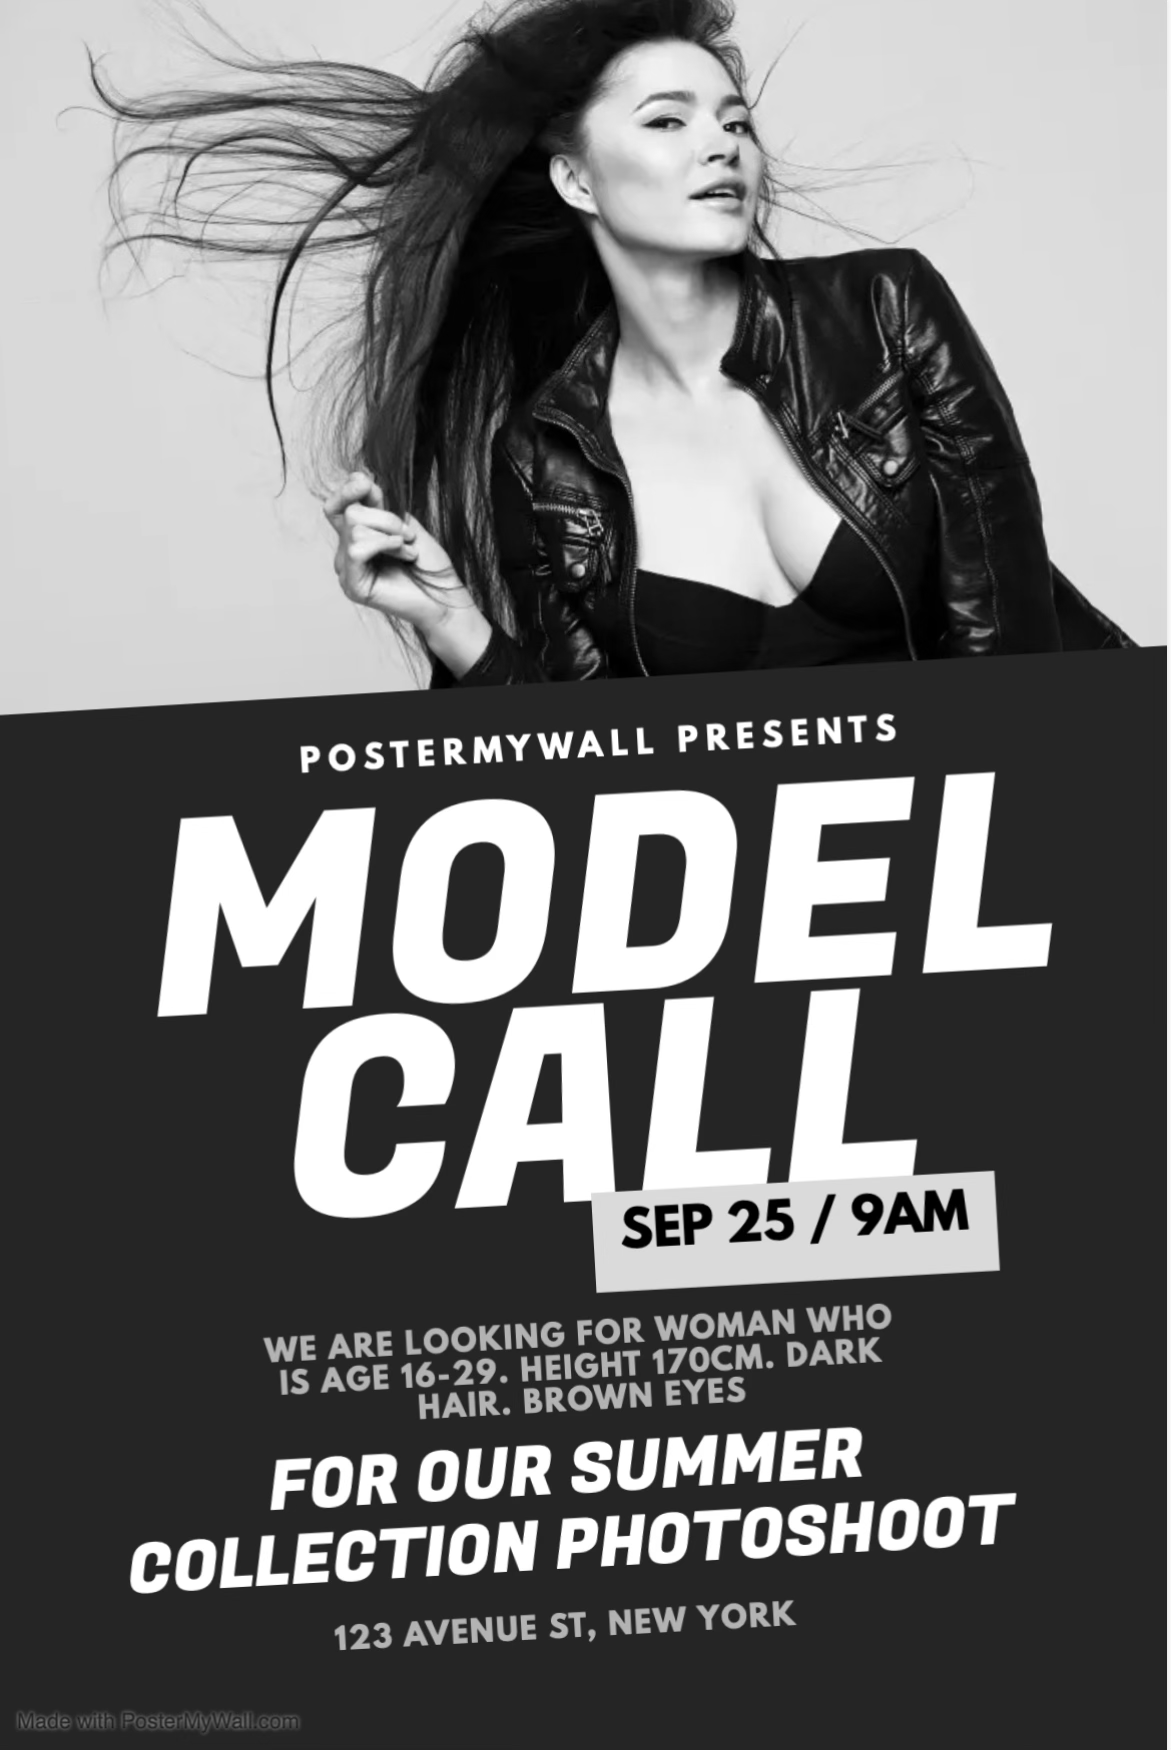 POSTERMYWALL PRESENTS
MODEL
CALL
SEP 25 / 9AM
WE ARE LOOKING FOR WOMAN WHO
IS AGE 16-29. HEIGHT 170CM. DARK
HAIR. BROWN EYES
FOR OUR SUMMER
COLLECTION PHOTOSHOOT
123 AVENUE ST, NEW YORK
Made with PosterMyWall.com